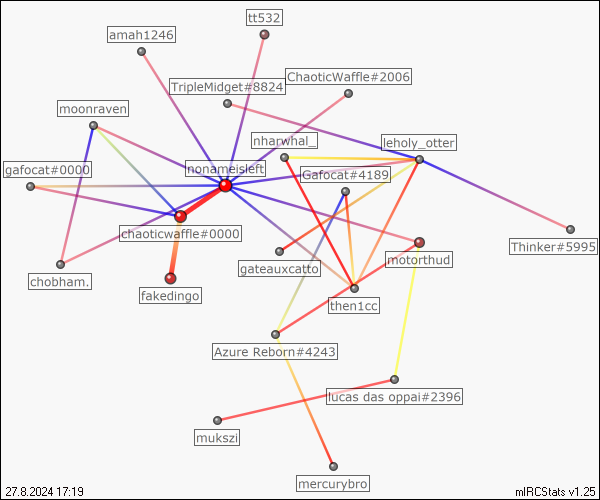 tt532
amah1246
ChaoticWaffle#2006
TripleMidget#8824
moonraven
nharwhal_
leholy_otter
gafocat#0000
nonameisleft
Gafocat#4189
chaoticwaffle#0000
Thinker#5995
motorthud
gateauxcatto
chobham.
fakedingo
then1cc
Azure Reborn#4243
lucas das oppai#2396
mukszi
mercurybro
27.8.2024 17:19
mIRCStats v1.25